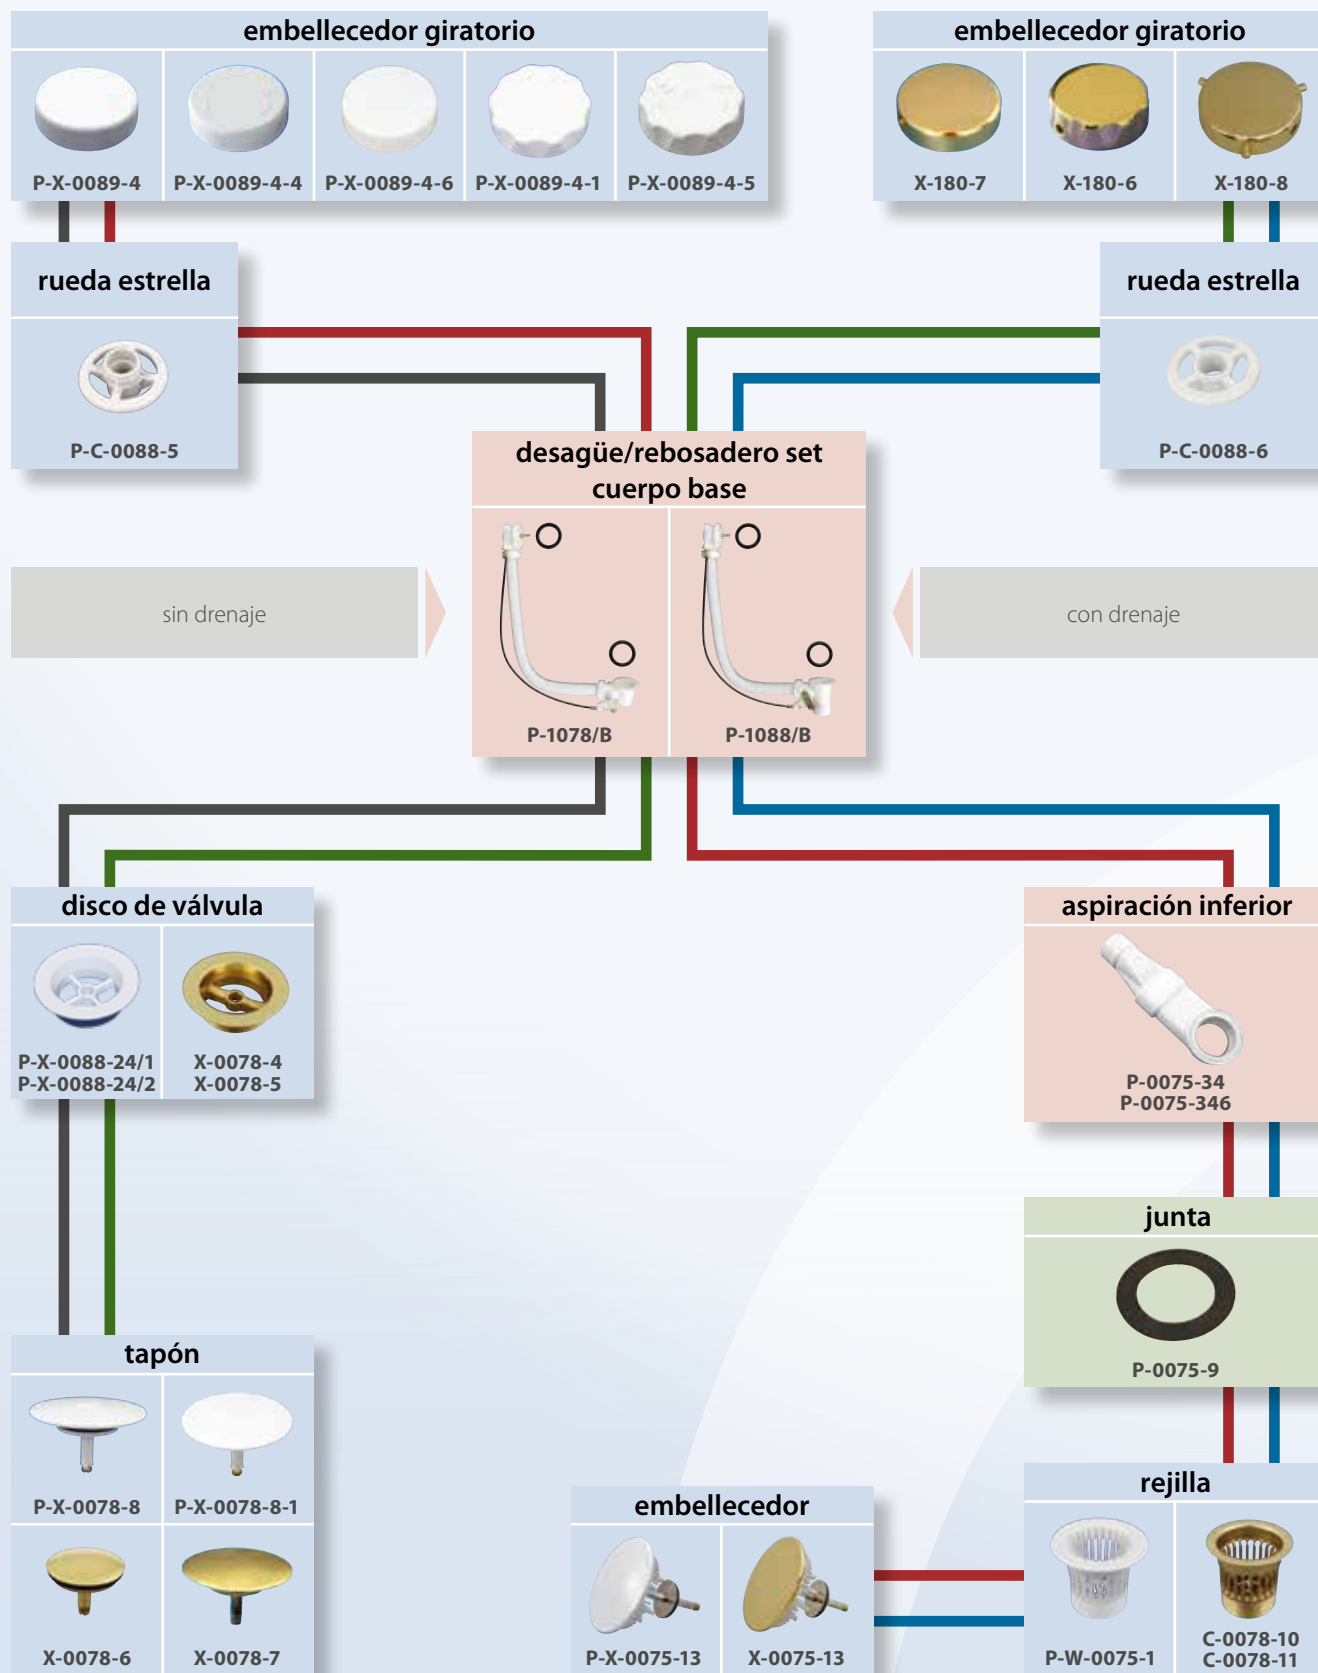 embellecedor giratorio
P-X-0089-4
P-X-0089-4-4
P-X-0089-4-6
P-X-0089-4-1
P-X-0089-4-5
embellecedor giratorio
X-180-7
X-180-6
X-180-8
rueda estrella
P-C-0088-5
rueda estrella
P-C-0088-6
desagüe/rebosadero set
cuerpo base
P-1078/B
P-1088/B
sin drenaje
con drenaje
disco de válvula
P-X-0088-24/1
P-X-0088-24/2
X-0078-4
X-0078-5
aspiración inferior
P-0075-34
P-0075-346
junta
P-0075-9
tapón
P-X-0078-8
P-X-0078-8-1
X-0078-6
X-0078-7
embellecedor
P-X-0075-13
X-0075-13
rejilla
P-W-0075-1
C-0078-10
C-0078-11